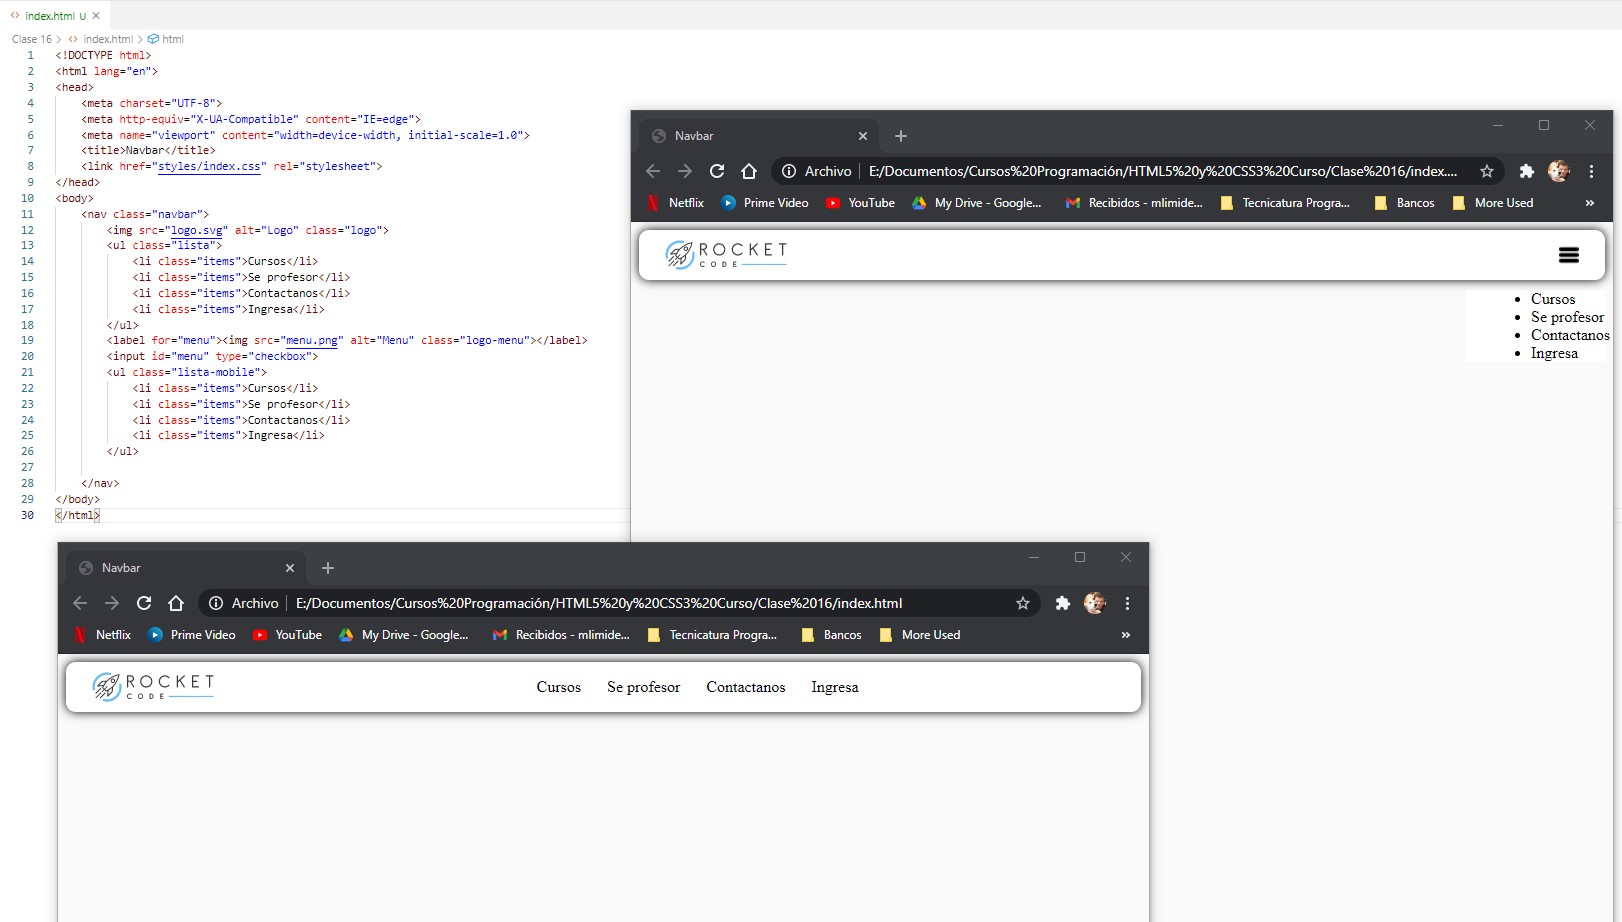 index.html U
Clase 16 > index.html > html
1 <!DOCTYPE html>
2 <html lang="en">
3 <head>
4 <meta charset="UTF-8">
5 <meta http-equiv="X-UA-Compatible" content="IE=edge">
6 <meta name="viewport" content="width=device-width, initial-scale=1.0">
7 <title>Navbar</title>
8 <link href="styles/index.css" rel="stylesheet">
9 </head>
10 <body>
11 <nav class="navbar">
12 <img src="logo.svg" alt="Logo" class="logo">
13 <ul class="lista">
14 <li class="items">Cursos</li>
15 <li class="items">Se profesor</li>
16 <li class="items">Contactanos</li>
17 <li class="items">Ingresa</li>
18 </ul>
19 <label for="menu"><img src="menu.png" alt="Menu" class="logo-menu"></label>
20 <input id="menu" type="checkbox">
21 <ul class="lista-mobile">
22 <li class="items">Cursos</li>
23 <li class="items">Se profesor</li>
24 <li class="items">Contactanos</li>
25 <li class="items">Ingresa</li>
26 </ul>
27
28 </nav>
29 </body>
30 </html>
Navbar
Archivo E:/Documentos/Cursos%20Programación/HTML5%20y%20CSS3%20Curso/Clase%2016/index....
Netflix Prime Video YouTube My Drive - Google... Recibidos - mlimide... Tecnicatura Progra... Bancos More Used »
ROCKET
CODE
• Cursos
• Se profesor
• Contactanos
• Ingresa
Navbar
Archivo E:/Documentos/Cursos%20Programación/HTML5%20y%20CSS3%20Curso/Clase%2016/index.html
Netflix Prime Video YouTube My Drive - Google... Recibidos - mlimide... Tecnicatura Progra... Bancos More Used »
ROCKET
CODE
Cursos Se profesor Contactanos Ingresa